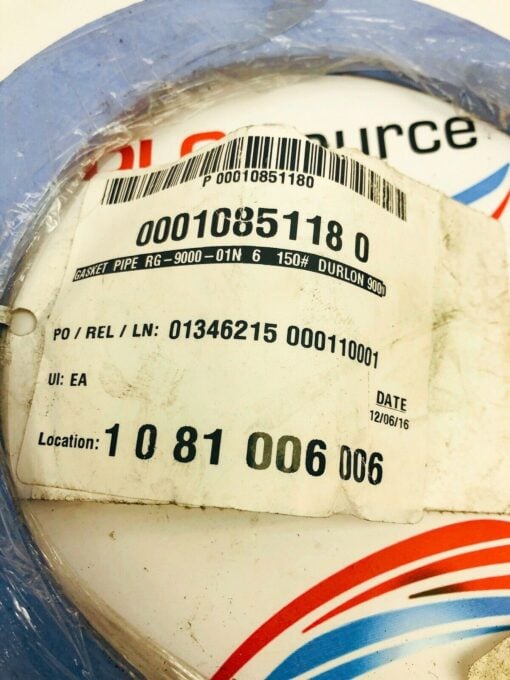 P 00010851180
00010851180
GASKET PIPE RG-9000-01N 6 150# DURLON 9000
PO / REL / LN: 01346215 000110001
UI: EA
DATE
12/06/16
Location: 1 0 81 006 006